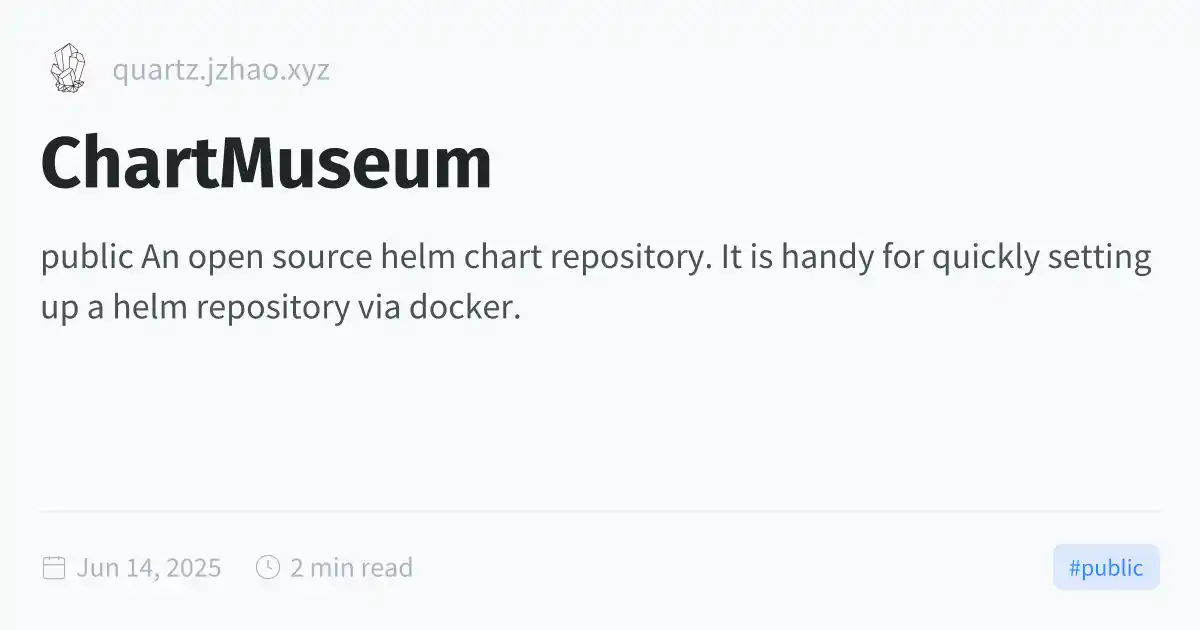 quartz.jzhao.xyz
ChartMuseum
public An open source helm chart repository. It is handy for quickly setting
up a helm repository via docker.
Jun 14, 2025 2 min read #public